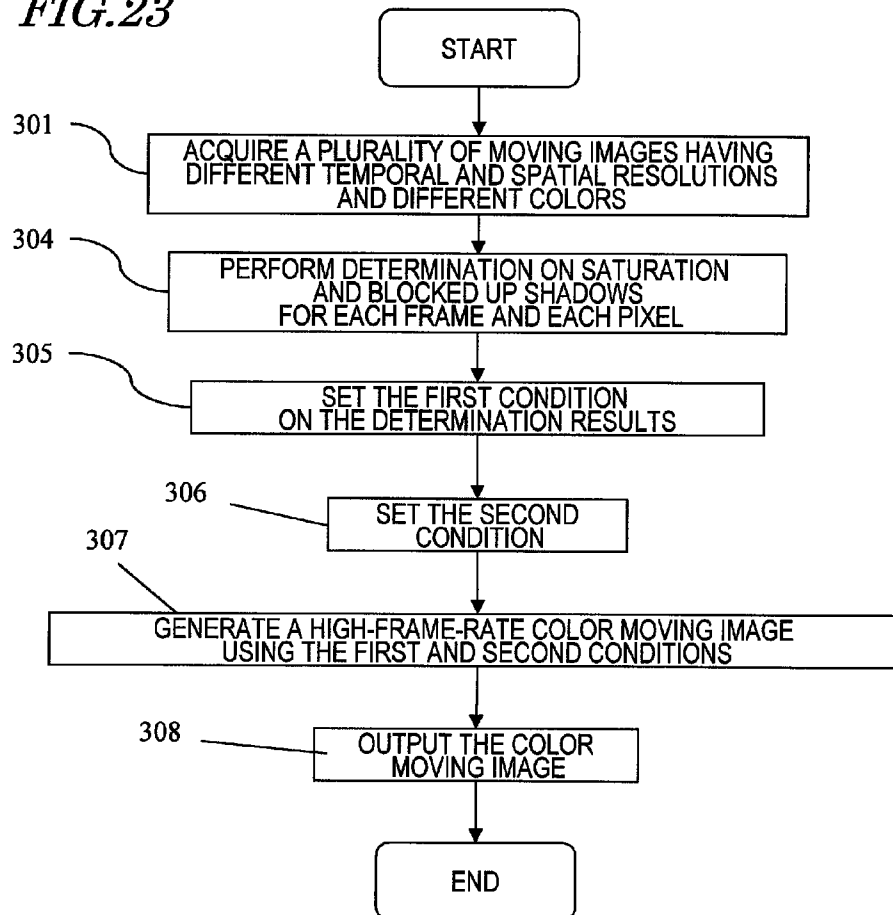 FIG.23
START
301
ACQUIRE A PLURALITY OF MOVING IMAGES HAVING
DIFFERENT TEMPORAL AND SPATIAL RESOLUTIONS
AND DIFFERENT COLORS
304
PERFORM DETERMINATION ON SATURATION
AND BLOCKED UP SHADOWS
FOR EACH FRAME AND EACH PIXEL
305
SET THE FIRST CONDITION
ON THE DETERMINATION RESULTS
306
SET THE SECOND
CONDITION
307
GENERATE A HIGH-FRAME-RATE COLOR MOVING IMAGE
USING THE FIRST AND SECOND CONDITIONS
308
OUTPUT THE COLOR
MOVING IMAGE
END